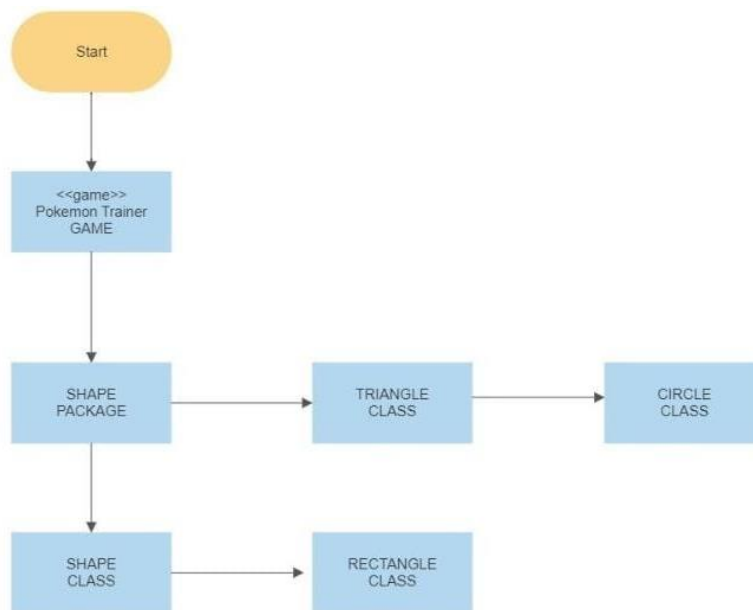 Start
<<game>>
Pokemon Trainer
GAME
SHAPE
PACKAGE
TRIANGLE
CLASS
CIRCLE
CLASS
SHAPE
CLASS
RECTANGLE
CLASS